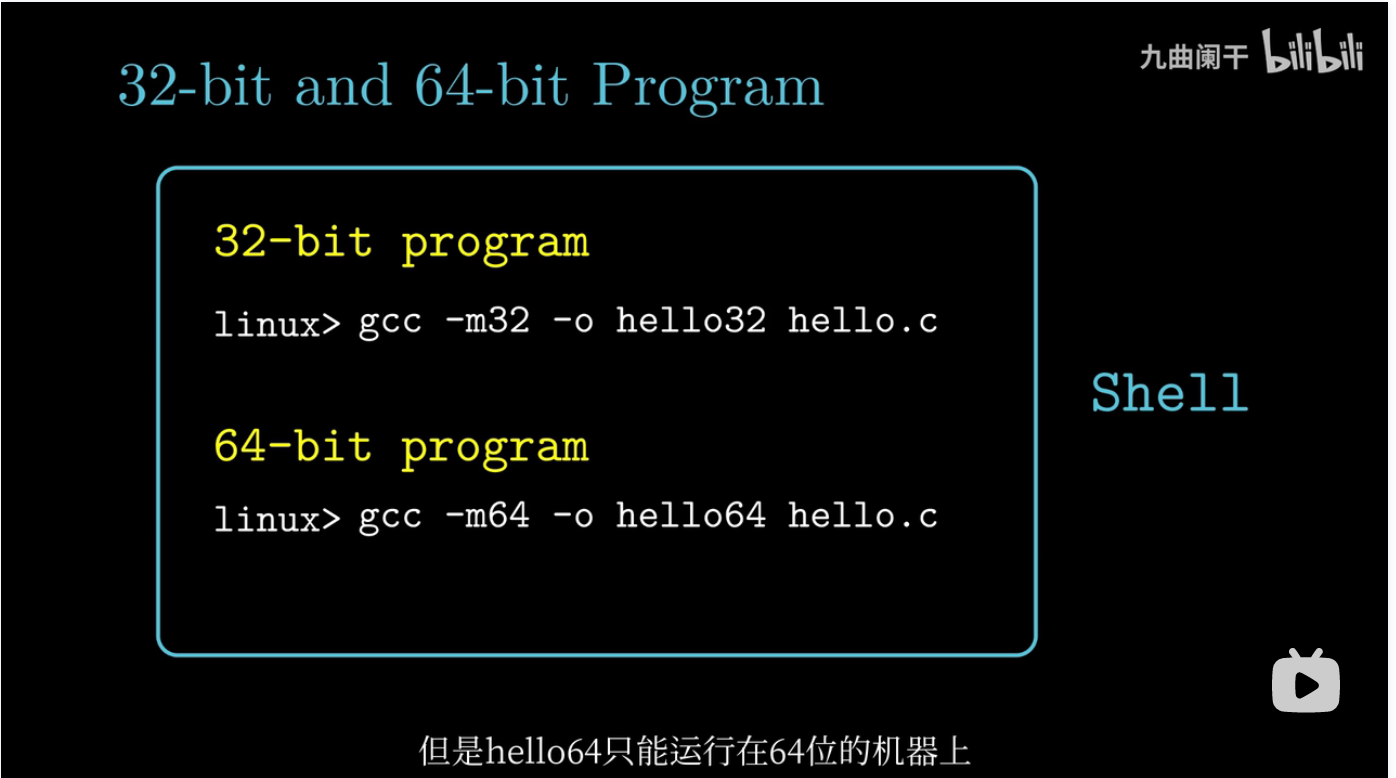 九曲阑干 bilibili
32-bit and 64-bit Program
32-bit program
linux> gcc -m32 -o hello32 hello.c
Shell
64-bit program
linux> gcc -m64 -o hello64 hello.c
但是hello64只能运行在64位的机器上